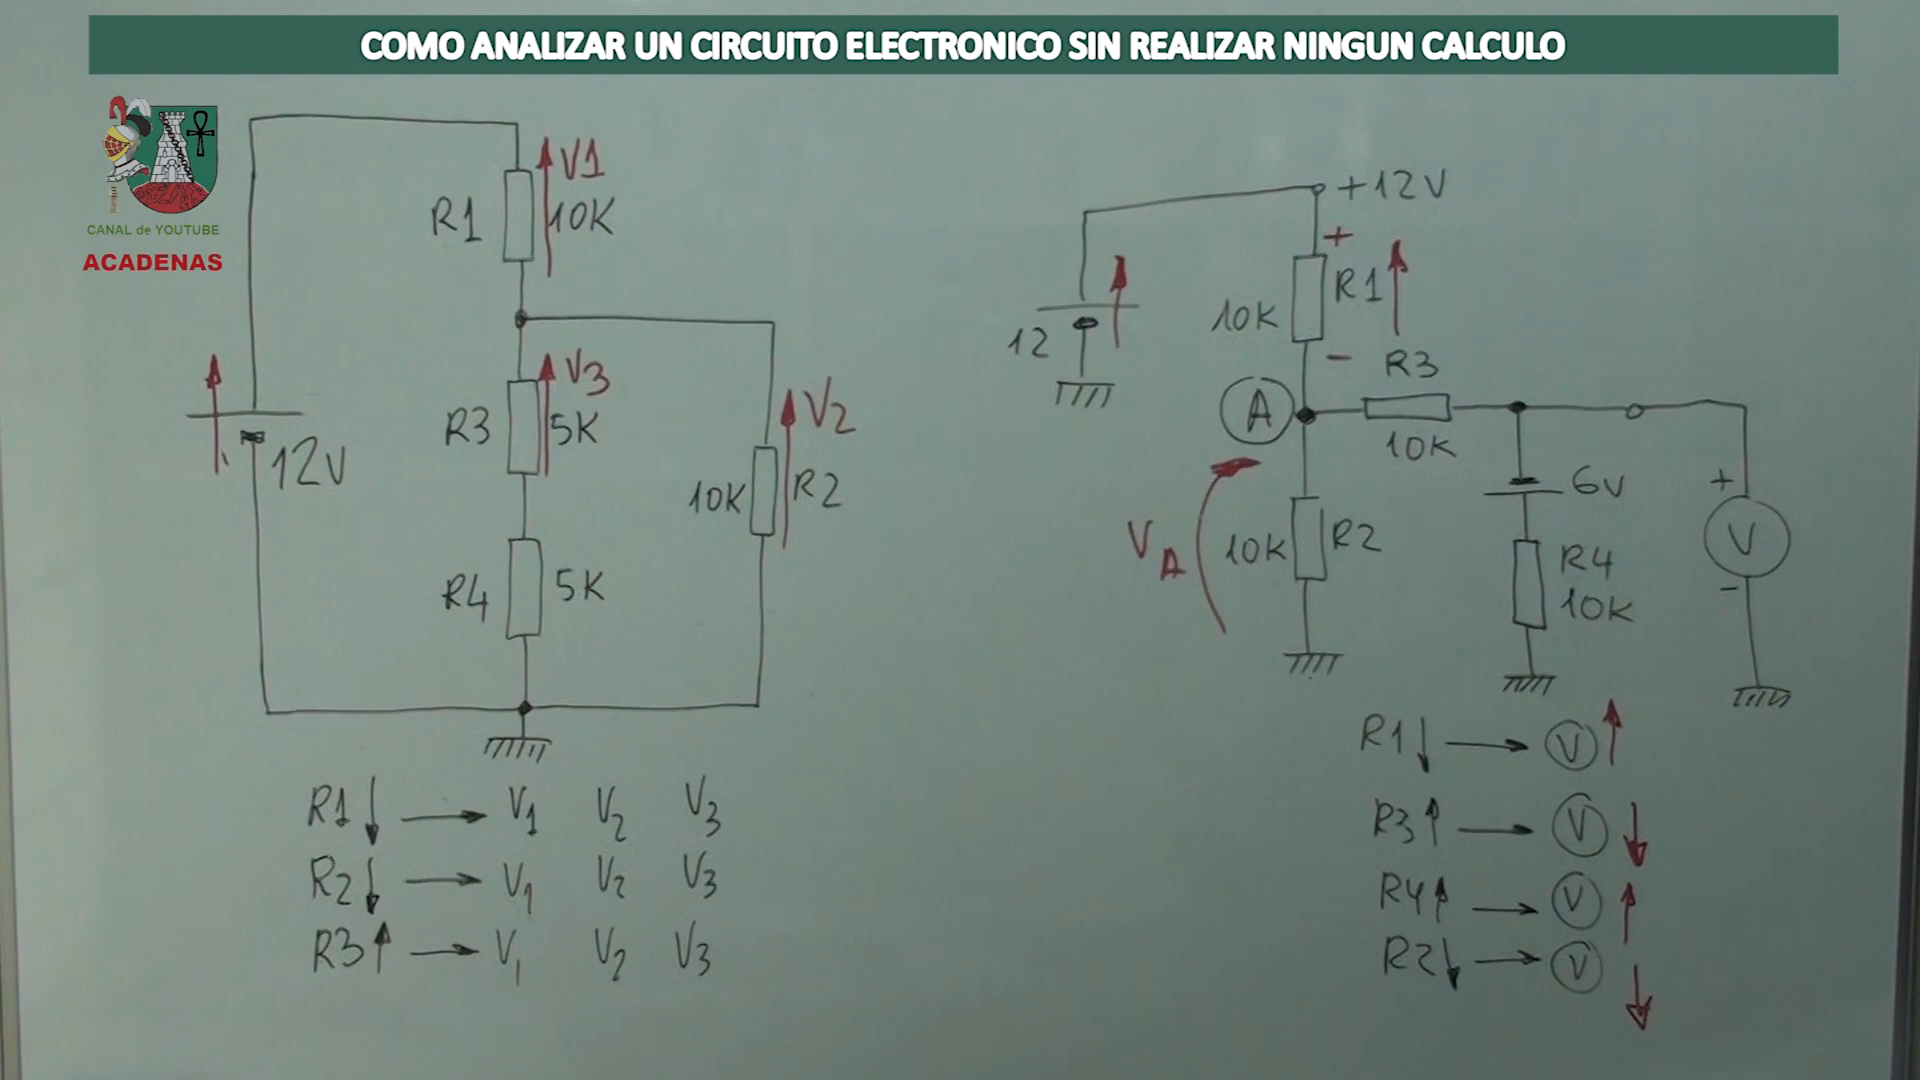 COMO ANALIZAR UN CIRCUITO ELECTRONICO SIN REALIZAR NINGUN CALCULO
CANAL de YOUTUBE
ACADENAS
V1
R1 10K
V3
R3 5K
V2
12V
10K R2
R4 5K
R1↓ → V1 V2 V3
R2↓ → V1 V2 V3
R3↑ → V1 V2 V3
+12V
+
R1
10K
12
- R3
A
10K
6V
+
VA 10K R2
V
R4
10K
-
R1↓ → V ↑
R3↑ → V ↓
R4↑ → V ↑
R2↓ → V ↓